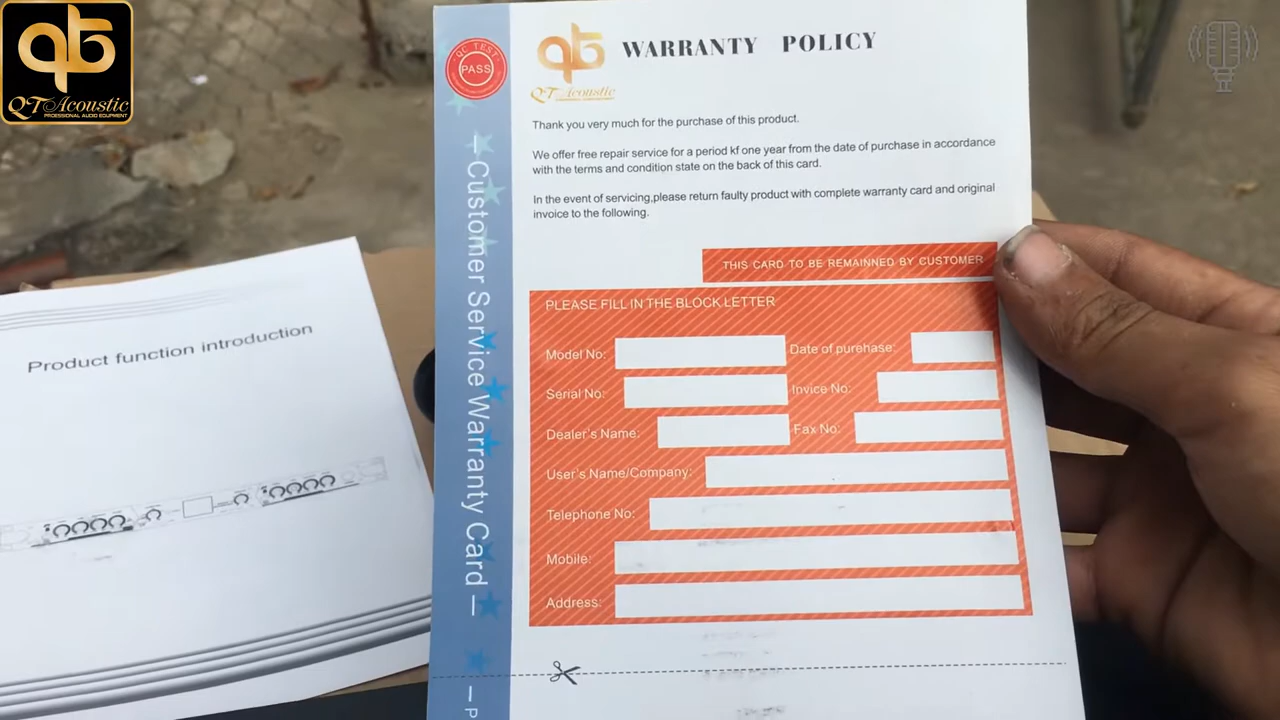 QT Acoustic
PROFESSIONAL AUDIO EQUIPMENT
Product function introduction
QC TEST
PASS
— Customer Service Warranty Card —
— P
QT Acoustic
WARRANTY POLICY
Thank you very much for the purchase of this product.
We offer free repair service for a period kf one year from the date of purchase in accordance
with the terms and condition state on the back of this card.
In the event of servicing,please return faulty product with complete warranty card and original
invoice to the following.
THIS CARD TO BE REMAINNED BY CUSTOMER
PLEASE FILL IN THE BLOCK LETTER
Model No: Date of purehase:
Serial No: Invice No:
Dealer's Name: Fax No:
User's Name/Company:
Telephone No:
Mobile:
Address: